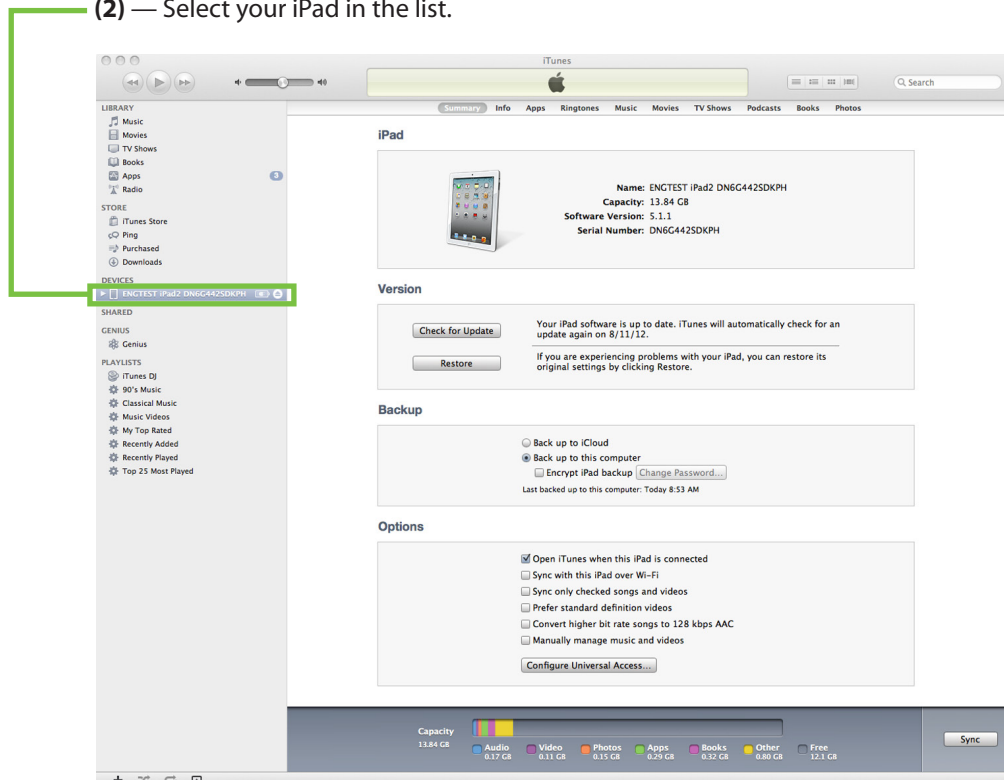 (2) — Select your iPad in the list.
iTunes
Search
LIBRARY
Music
Movies
TV Shows
Books
Apps 3
Radio
STORE
iTunes Store
Ping
Purchased
Downloads
DEVICES
ENGTEST iPad2 DN6G442SDKPH
SHARED
GENIUS
Genius
PLAYLISTS
iTunes DJ
90's Music
Classical Music
Music Videos
My Top Rated
Recently Added
Recently Played
Top 25 Most Played
Summary Info Apps Ringtones Music Movies TV Shows Podcasts Books Photos
iPad
Name: ENGTEST iPad2 DN6G442SDKPH
Capacity: 13.84 GB
Software Version: 5.1.1
Serial Number: DN6G442SDKPH
Version
Check for Update
Your iPad software is up to date. iTunes will automatically check for an
update again on 8/11/12.
Restore
If you are experiencing problems with your iPad, you can restore its
original settings by clicking Restore.
Backup
Back up to iCloud
Back up to this computer
Encrypt iPad backup Change Password...
Last backed up to this computer: Today 8:53 AM
Options
Open iTunes when this iPad is connected
Sync with this iPad over Wi-Fi
Sync only checked songs and videos
Prefer standard definition videos
Convert higher bit rate songs to 128 kbps AAC
Manually manage music and videos
Configure Universal Access...
Capacity
13.84 GB
Audio
0.17 GB
Video
0.11 GB
Photos
0.15 GB
Apps
0.29 GB
Books
0.32 GB
Other
0.80 GB
Free
12.1 GB
Sync